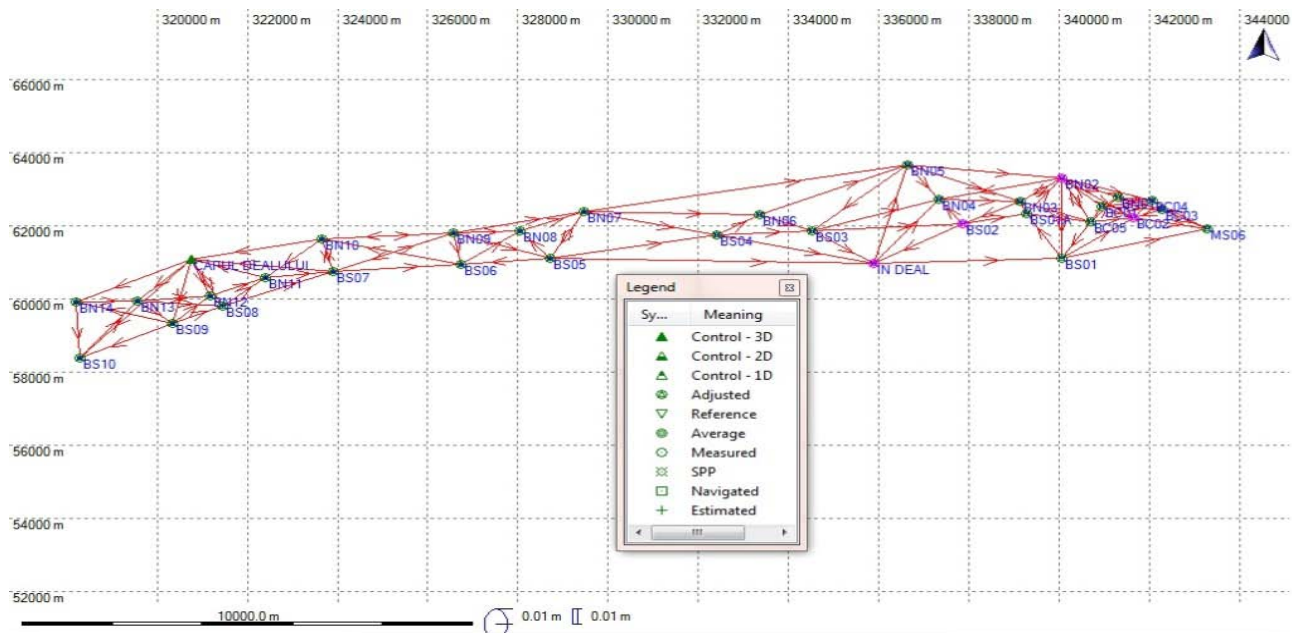 320000 m 322000 m 324000 m 326000 m 328000 m 330000 m 332000 m 334000 m 336000 m 338000 m 340000 m 342000 m 344000
66000 m
64000 m
BN05
BN02
BN04 BN03 BC04
BN07 BN06 BS01A BC03
BS02 BC05 BC02
BN09 BN08 BS04 BS03 MS06
BN10
CAPUL DEALULUI BS06 BS05 IN DEAL BS01
BS07
BN11
60000 m
62000 m
BN14 BN13 BN12
BS08
BS09
BS10
58000 m
56000 m
54000 m
52000 m
Legend
Sy... Meaning
Control - 3D
Control - 2D
Control - 1D
Adjusted
Reference
Average
Measured
SPP
Navigated
Estimated
10000.0 m 0.01 m 0.01 m